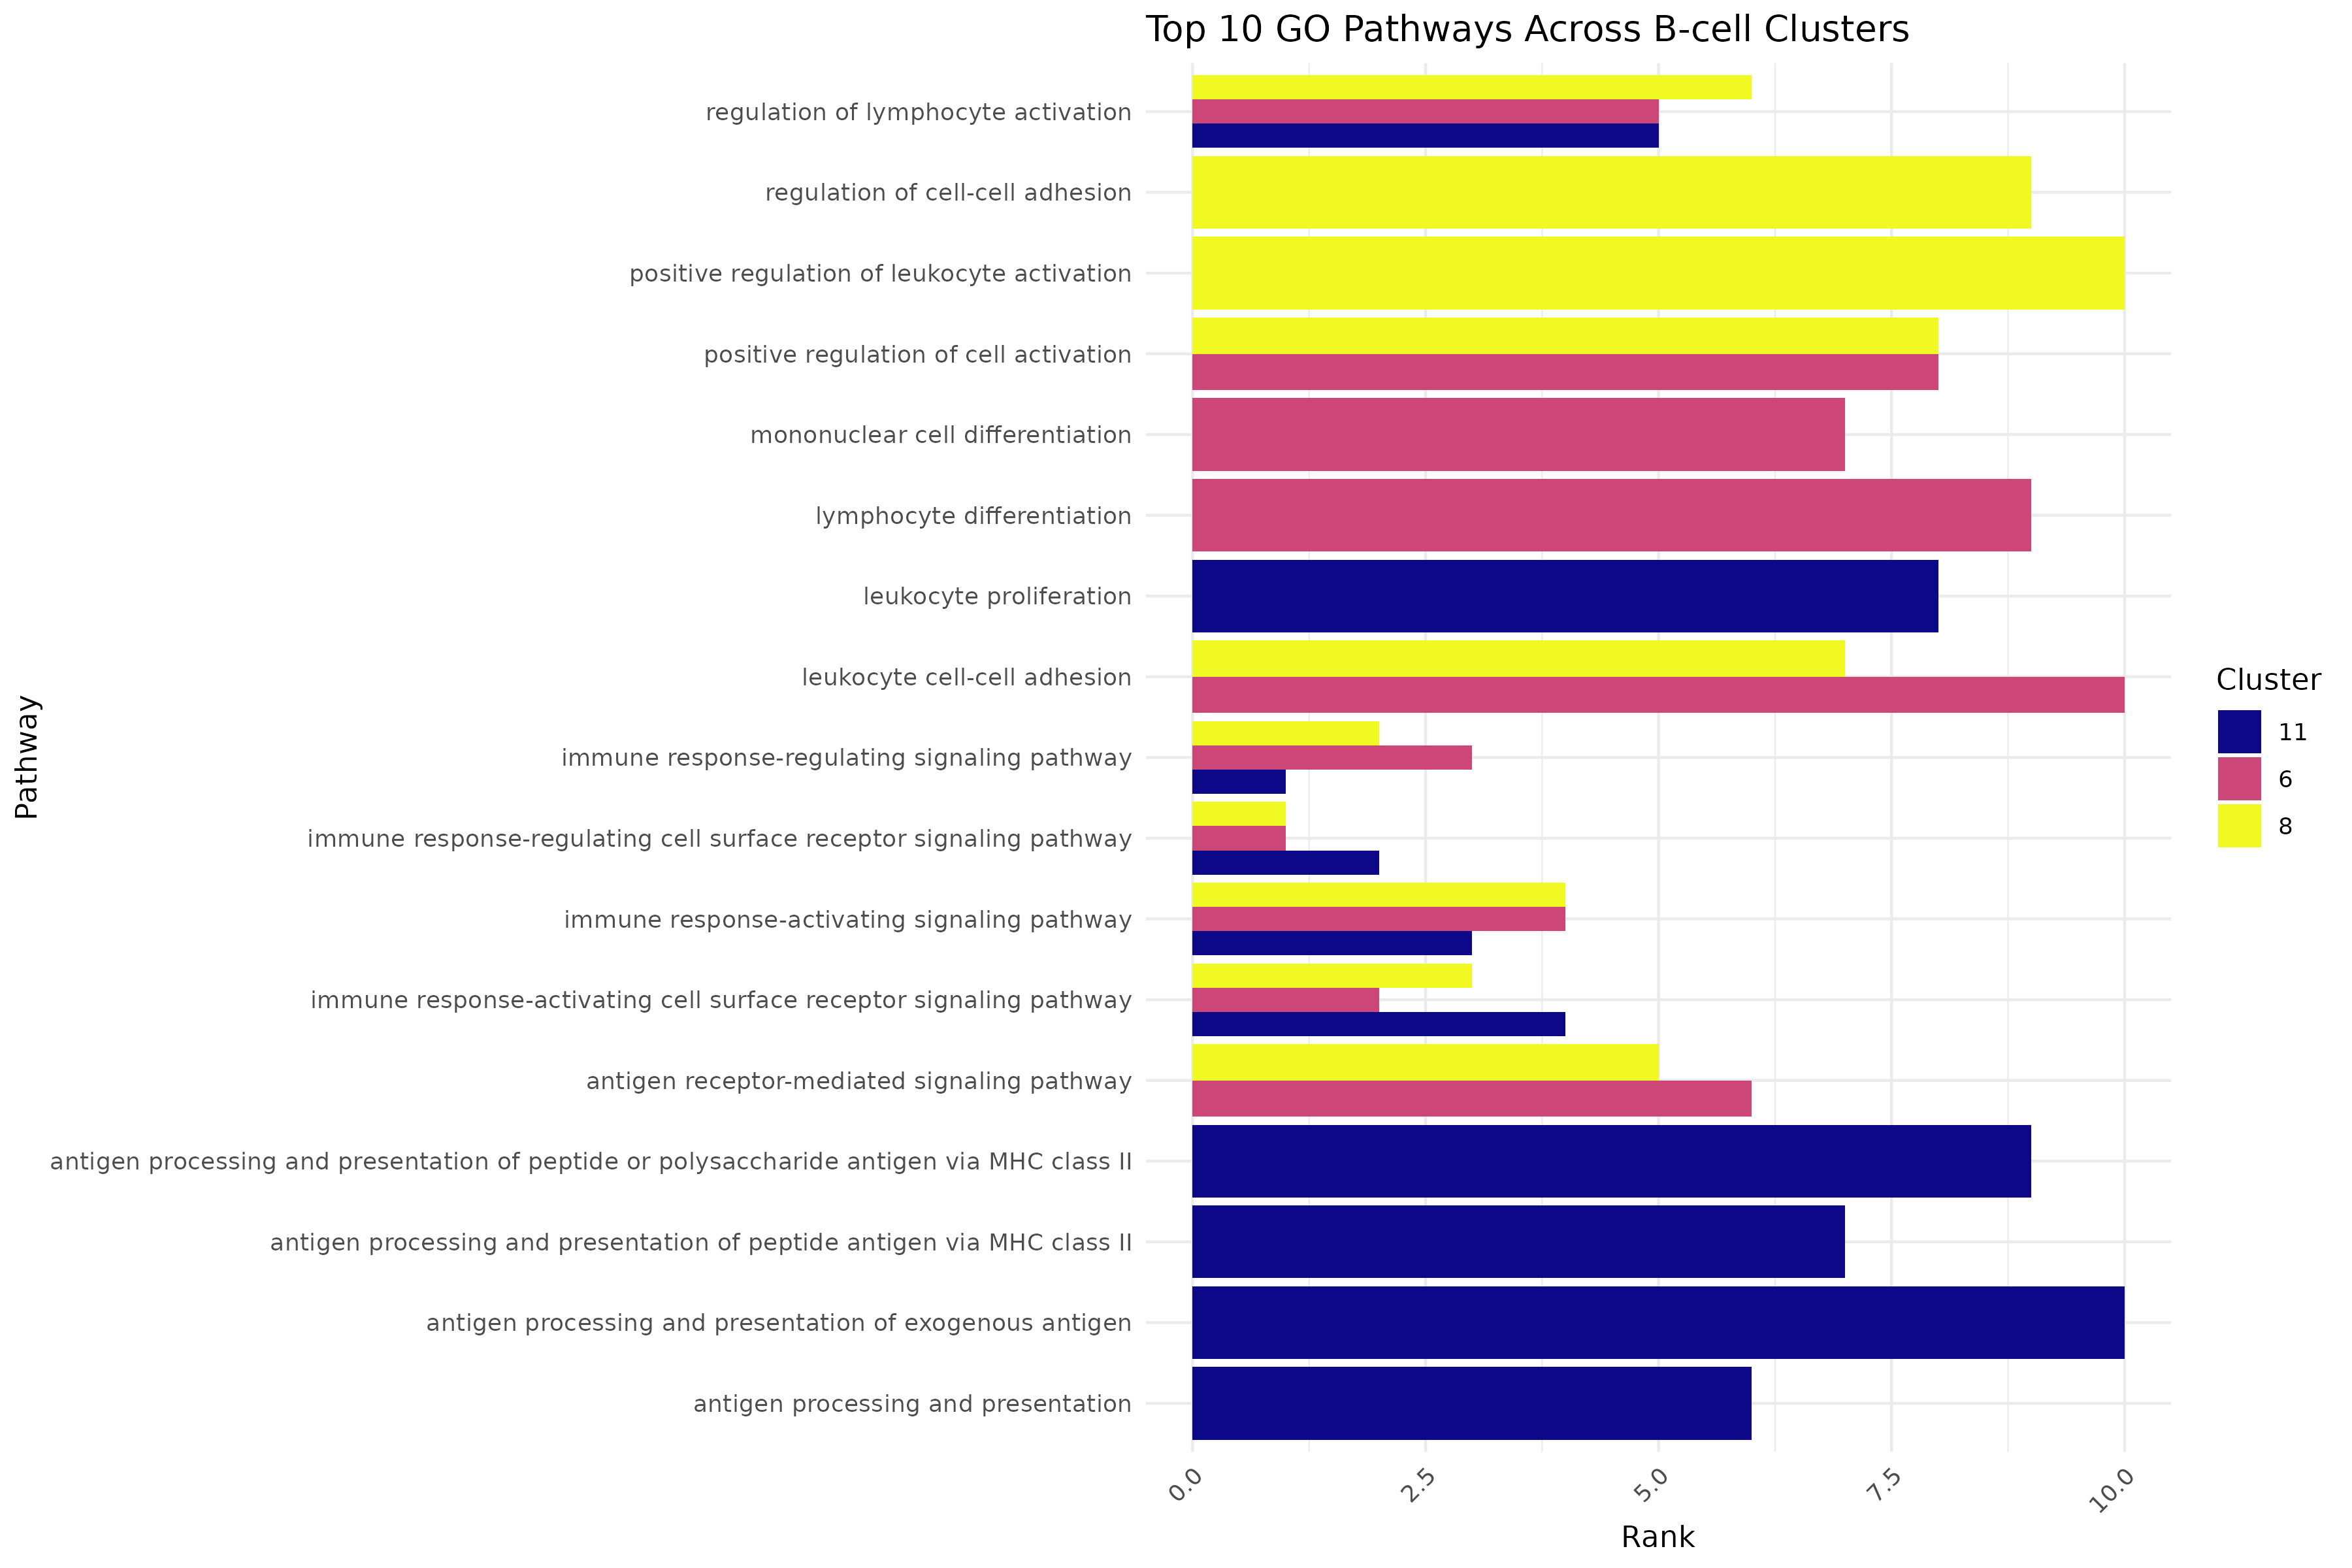 Top 10 GO Pathways Across B-cell Clusters
regulation of lymphocyte activation
regulation of cell-cell adhesion
positive regulation of leukocyte activation
positive regulation of cell activation
mononuclear cell differentiation
lymphocyte differentiation
leukocyte proliferation
leukocyte cell-cell adhesion
immune response-regulating signaling pathway
immune response-regulating cell surface receptor signaling pathway
immune response-activating signaling pathway
immune response-activating cell surface receptor signaling pathway
antigen receptor-mediated signaling pathway
antigen processing and presentation of peptide or polysaccharide antigen via MHC class II
antigen processing and presentation of peptide antigen via MHC class II
antigen processing and presentation of exogenous antigen
antigen processing and presentation
Pathway
0.0
2.5
5.0
7.5
10.0
Rank
Cluster
11
6
8